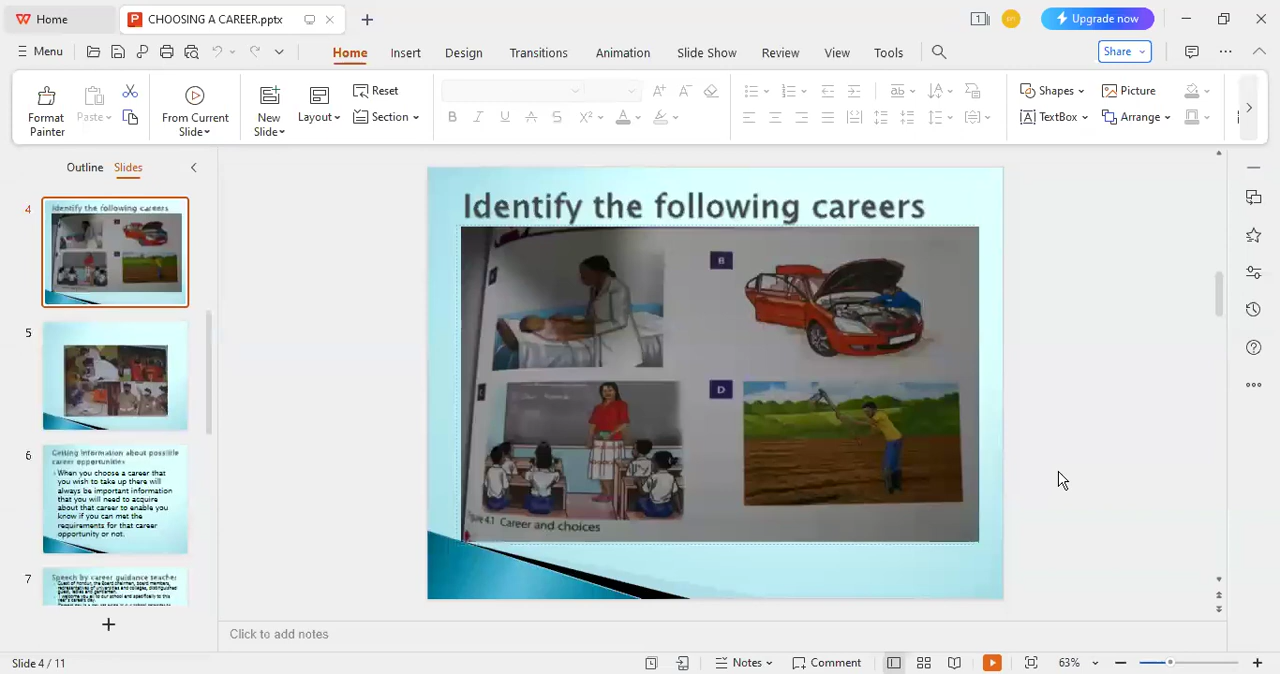 Home
CHOOSING A CAREER.pptx
Upgrade now
Menu
Home Insert Design Transitions Animation Slide Show Review View Tools
Share
Format Painter
Paste
From Current Slide
New Slide
Layout
Reset
Section
B I U A S X²
Shapes
Picture
TextBox
Arrange
Outline Slides
4
Identify the following careers
5
6
Getting information about possible
career opportunities
When you choose a career that
you wish to take up there will
always be important information
that you will need to acquire
about that career to enable you
know if you can met the
requirements for that career
opportunity or not.
7
Speech by career guidance teacher
Identify the following careers
B
D
4.1 Career and choices
Click to add notes
Slide 4 / 11
Notes
Comment
63%